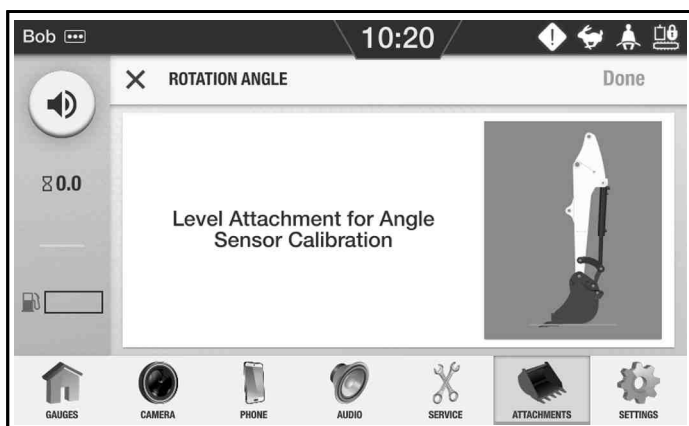 Bob
10:20
ROTATION ANGLE
Done
0.0
Level Attachment for Angle
Sensor Calibration
GAUGES
CAMERA
PHONE
AUDIO
SERVICE
ATTACHMENTS
SETTINGS